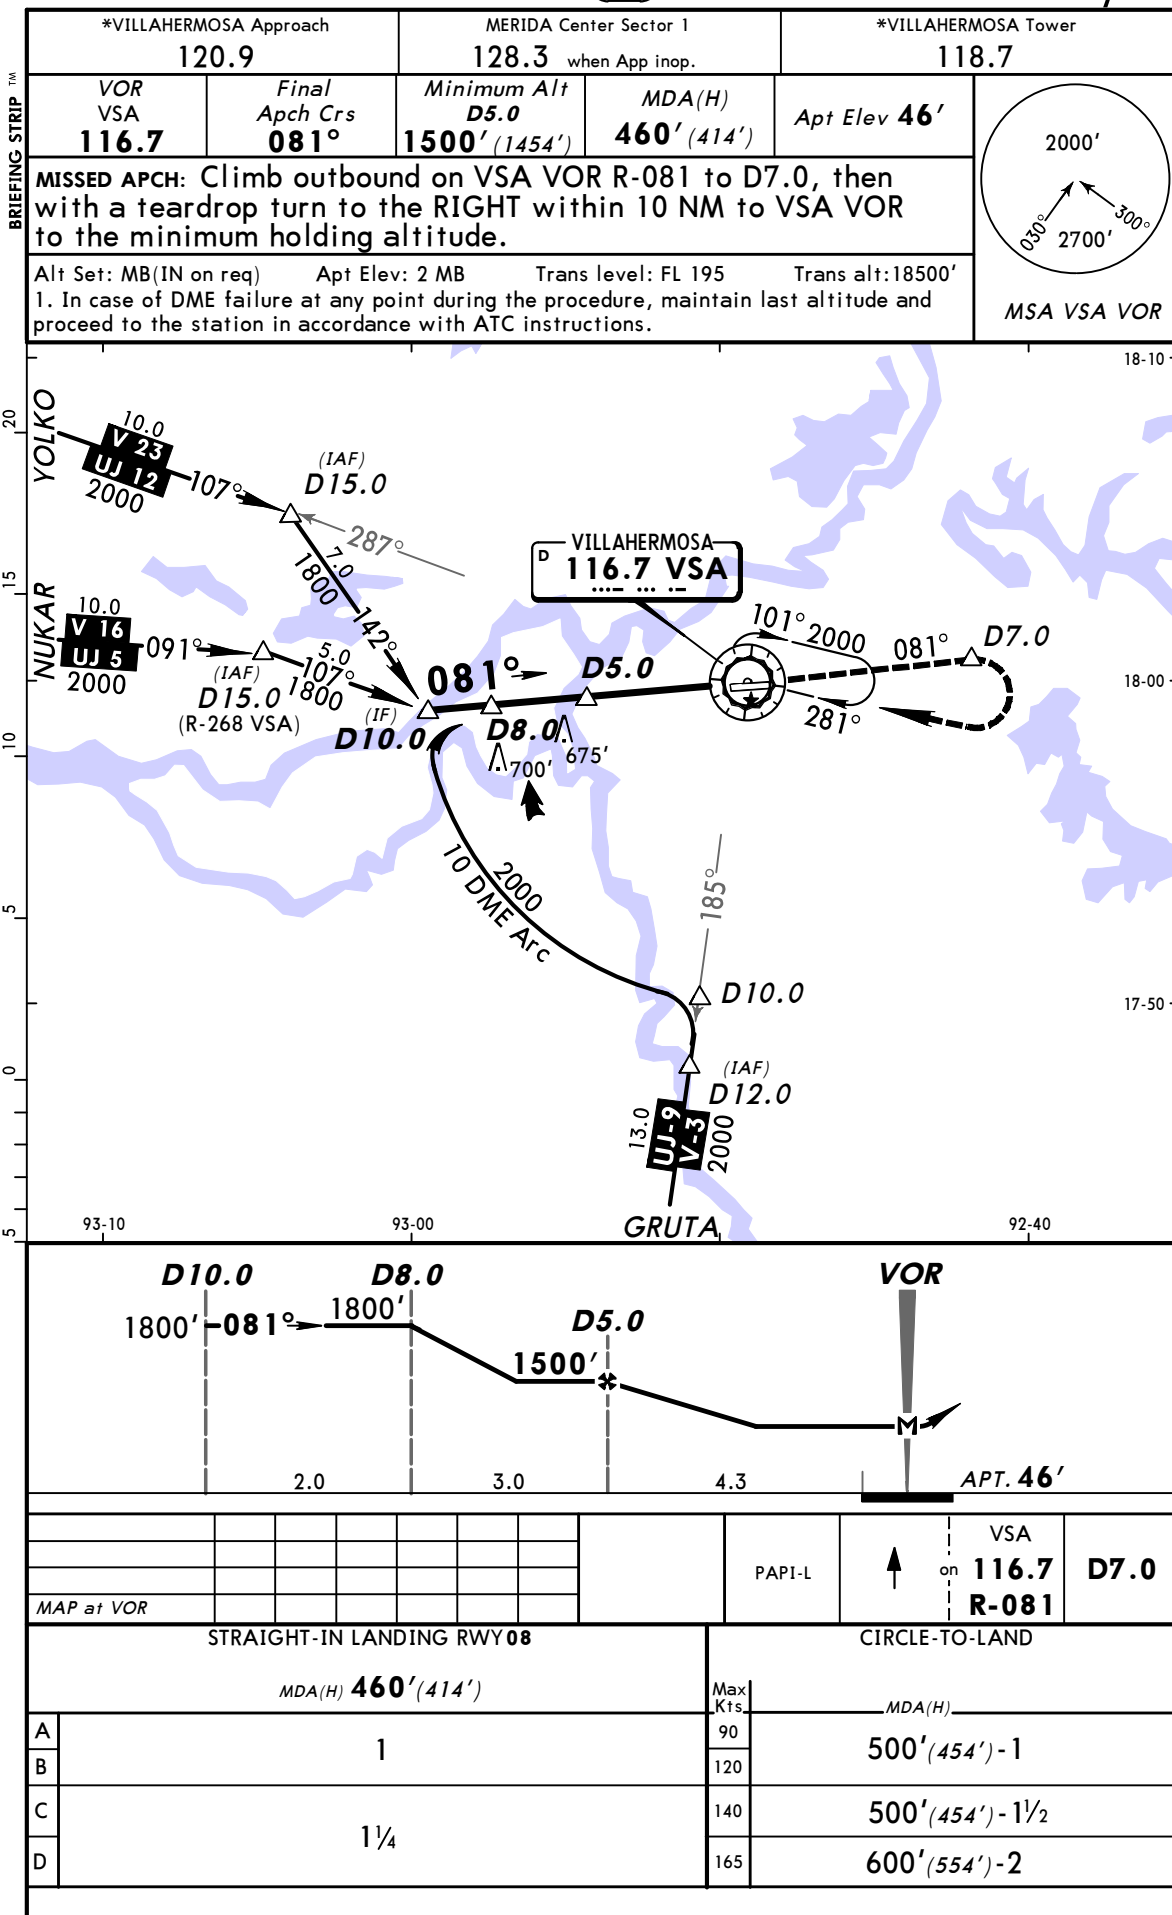 *VILLAHERMOSA Approach
120.9
MERIDA Center Sector 1
128.3 when App inop.
*VILLAHERMOSA Tower
118.7
BRIEFING STRIP TM
VOR
VSA
116.7
Final
Apch Crs
081°
Minimum Alt
D5.0
1500' (1454')
MDA(H)
460' (414')
Apt Elev 46'
MISSED APCH: Climb outbound on VSA VOR R-081 to D7.0, then
with a teardrop turn to the RIGHT within 10 NM to VSA VOR
to the minimum holding altitude.
Alt Set: MB(IN on req) Apt Elev: 2 MB Trans level: FL 195 Trans alt:18500'
1. In case of DME failure at any point during the procedure, maintain last altitude and
proceed to the station in accordance with ATC instructions.
2000'
030°
300°
2700'
MSA VSA VOR
18-10
20
YOLKO
10.0
V 23
UJ 12
2000
107°
(IAF)
D15.0
287°
7.0
1800
142°
VILLAHERMOSA
D
116.7 VSA
15
NUKAR
10.0
V 16
UJ 5
2000
091°
(IAF)
D15.0
(R-268 VSA)
5.0
107°
1800
(IF)
D10.0
081°
D8.0
D5.0
101°
2000
081°
D7.0
281°
18-00
700'
675'
10
2000
10 DME Arc
185°
5
D10.0
17-50
0
(IAF)
D12.0
13.0
UJ-9
V-3
2000
GRUTA
5
93-10
93-00
92-40
D10.0
D8.0
VOR
1800'
081°
1800'
D5.0
1500'
M
2.0
3.0
4.3
APT. 46'
MAP at VOR
PAPI-L
on
VSA
116.7
R-081
D7.0
STRAIGHT-IN LANDING RWY 08
MDA(H) 460' (414')
CIRCLE-TO-LAND
Max
Kts
MDA(H)
A
B
1
90
120
500' (454') - 1
C
D
1¼
140
500' (454') - 1½
165
600' (554') - 2